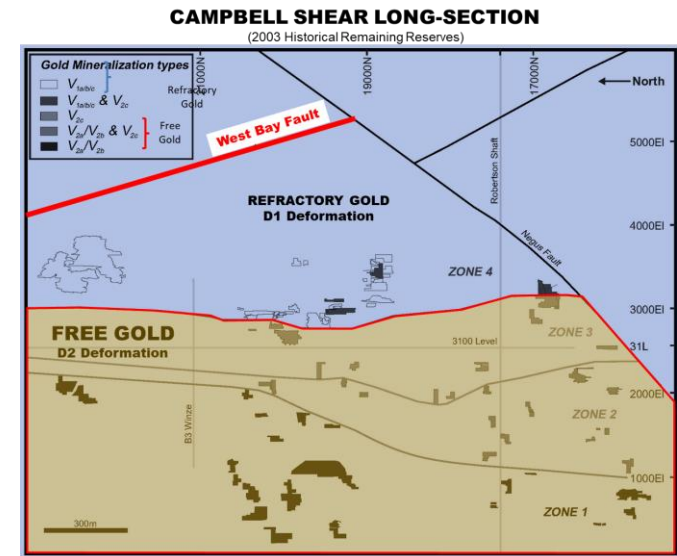 CAMPBELL SHEAR LONG-SECTION
(2003 Historical Remaining Reserves)
Gold Mineralization types
V1a/b/c
V1a/b/c & V2c
V2c
V2a/V2b & V2c
V2a/V2b
Refractory
Gold
Free
Gold
21000N
19000N
17000N
North
West Bay Fault
5000El
REFRACTORY GOLD
D1 Deformation
Robertson Shaft
4000El
Negus Fault
ZONE 4
3000El
FREE GOLD
D2 Deformation
ZONE 3
3100 Level
31L
2000El
ZONE 2
B3 Winze
1000El
ZONE 1
300m